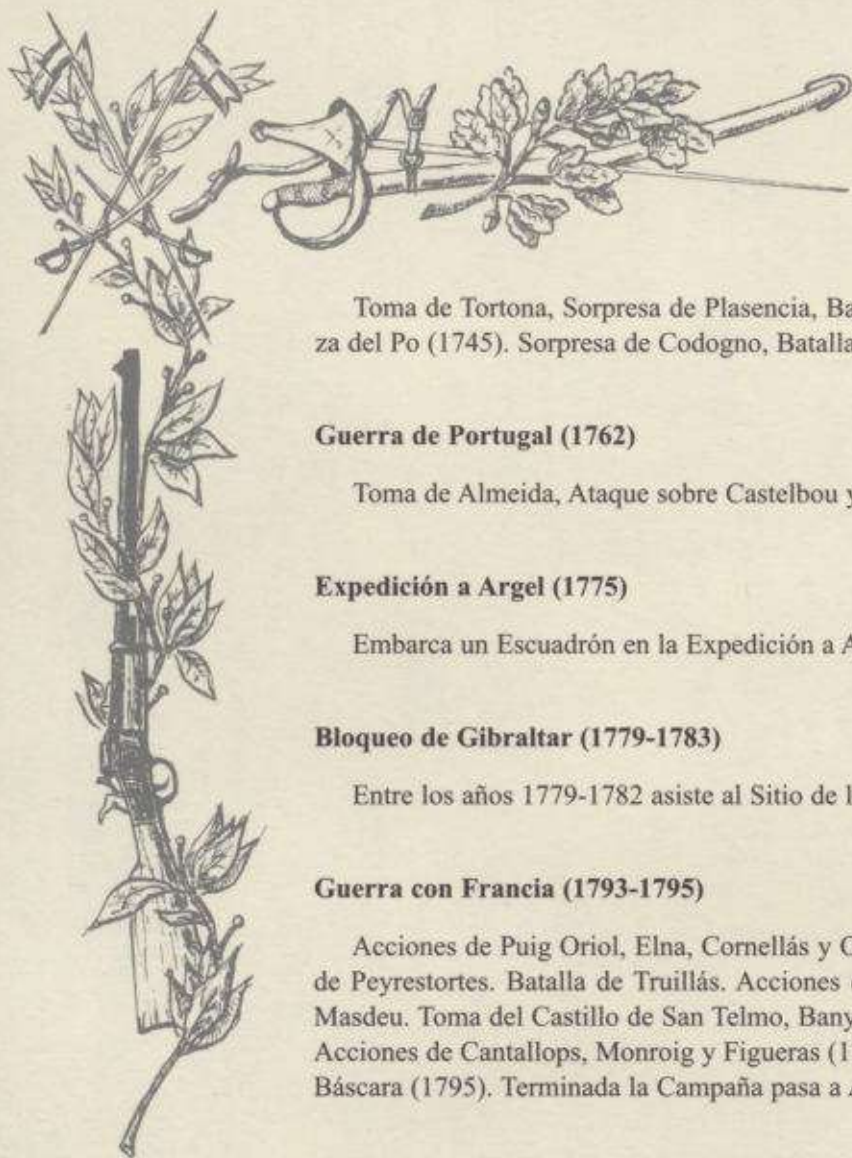 Toma de Tortona, Sorpresa de Plasencia, Ba
za del Po (1745). Sorpresa de Codogno, Batalla
Guerra de Portugal (1762)
Toma de Almeida, Ataque sobre Castelbou y
Expedición a Argel (1775)
Embarca un Escuadrón en la Expedición a A
Bloqueo de Gibraltar (1779-1783)
Entre los años 1779-1782 asiste al Sitio de l
Guerra con Francia (1793-1795)
Acciones de Puig Oriol, Elna, Cornellás y
de Peyrestortes. Batalla de Truillás. Acciones
Masdeu. Toma del Castillo de San Telmo, Bany
Acciones de Cantallops, Monroig y Figueras (1
Báscara (1795). Terminada la Campaña pasa a A